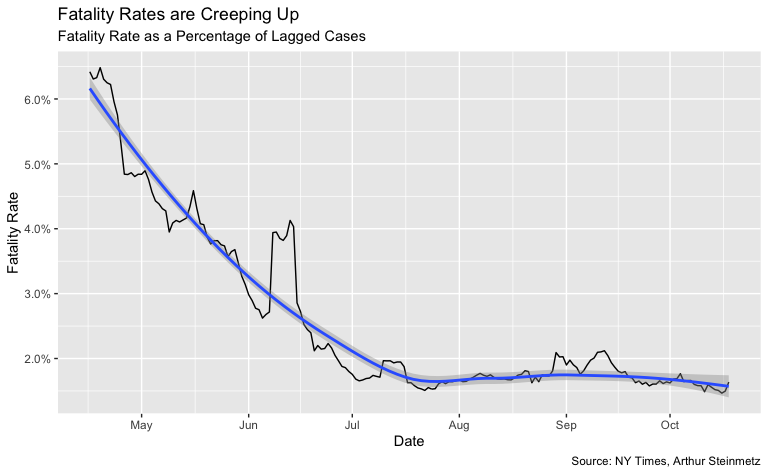 Fatality Rates are Creeping Up
Fatality Rate as a Percentage of Lagged Cases
6.0%
5.0%
4.0%
3.0%
2.0%
Fatality Rate
May Jun Jul Aug Sep Oct
Date
Source: NY Times, Arthur Steinmetz